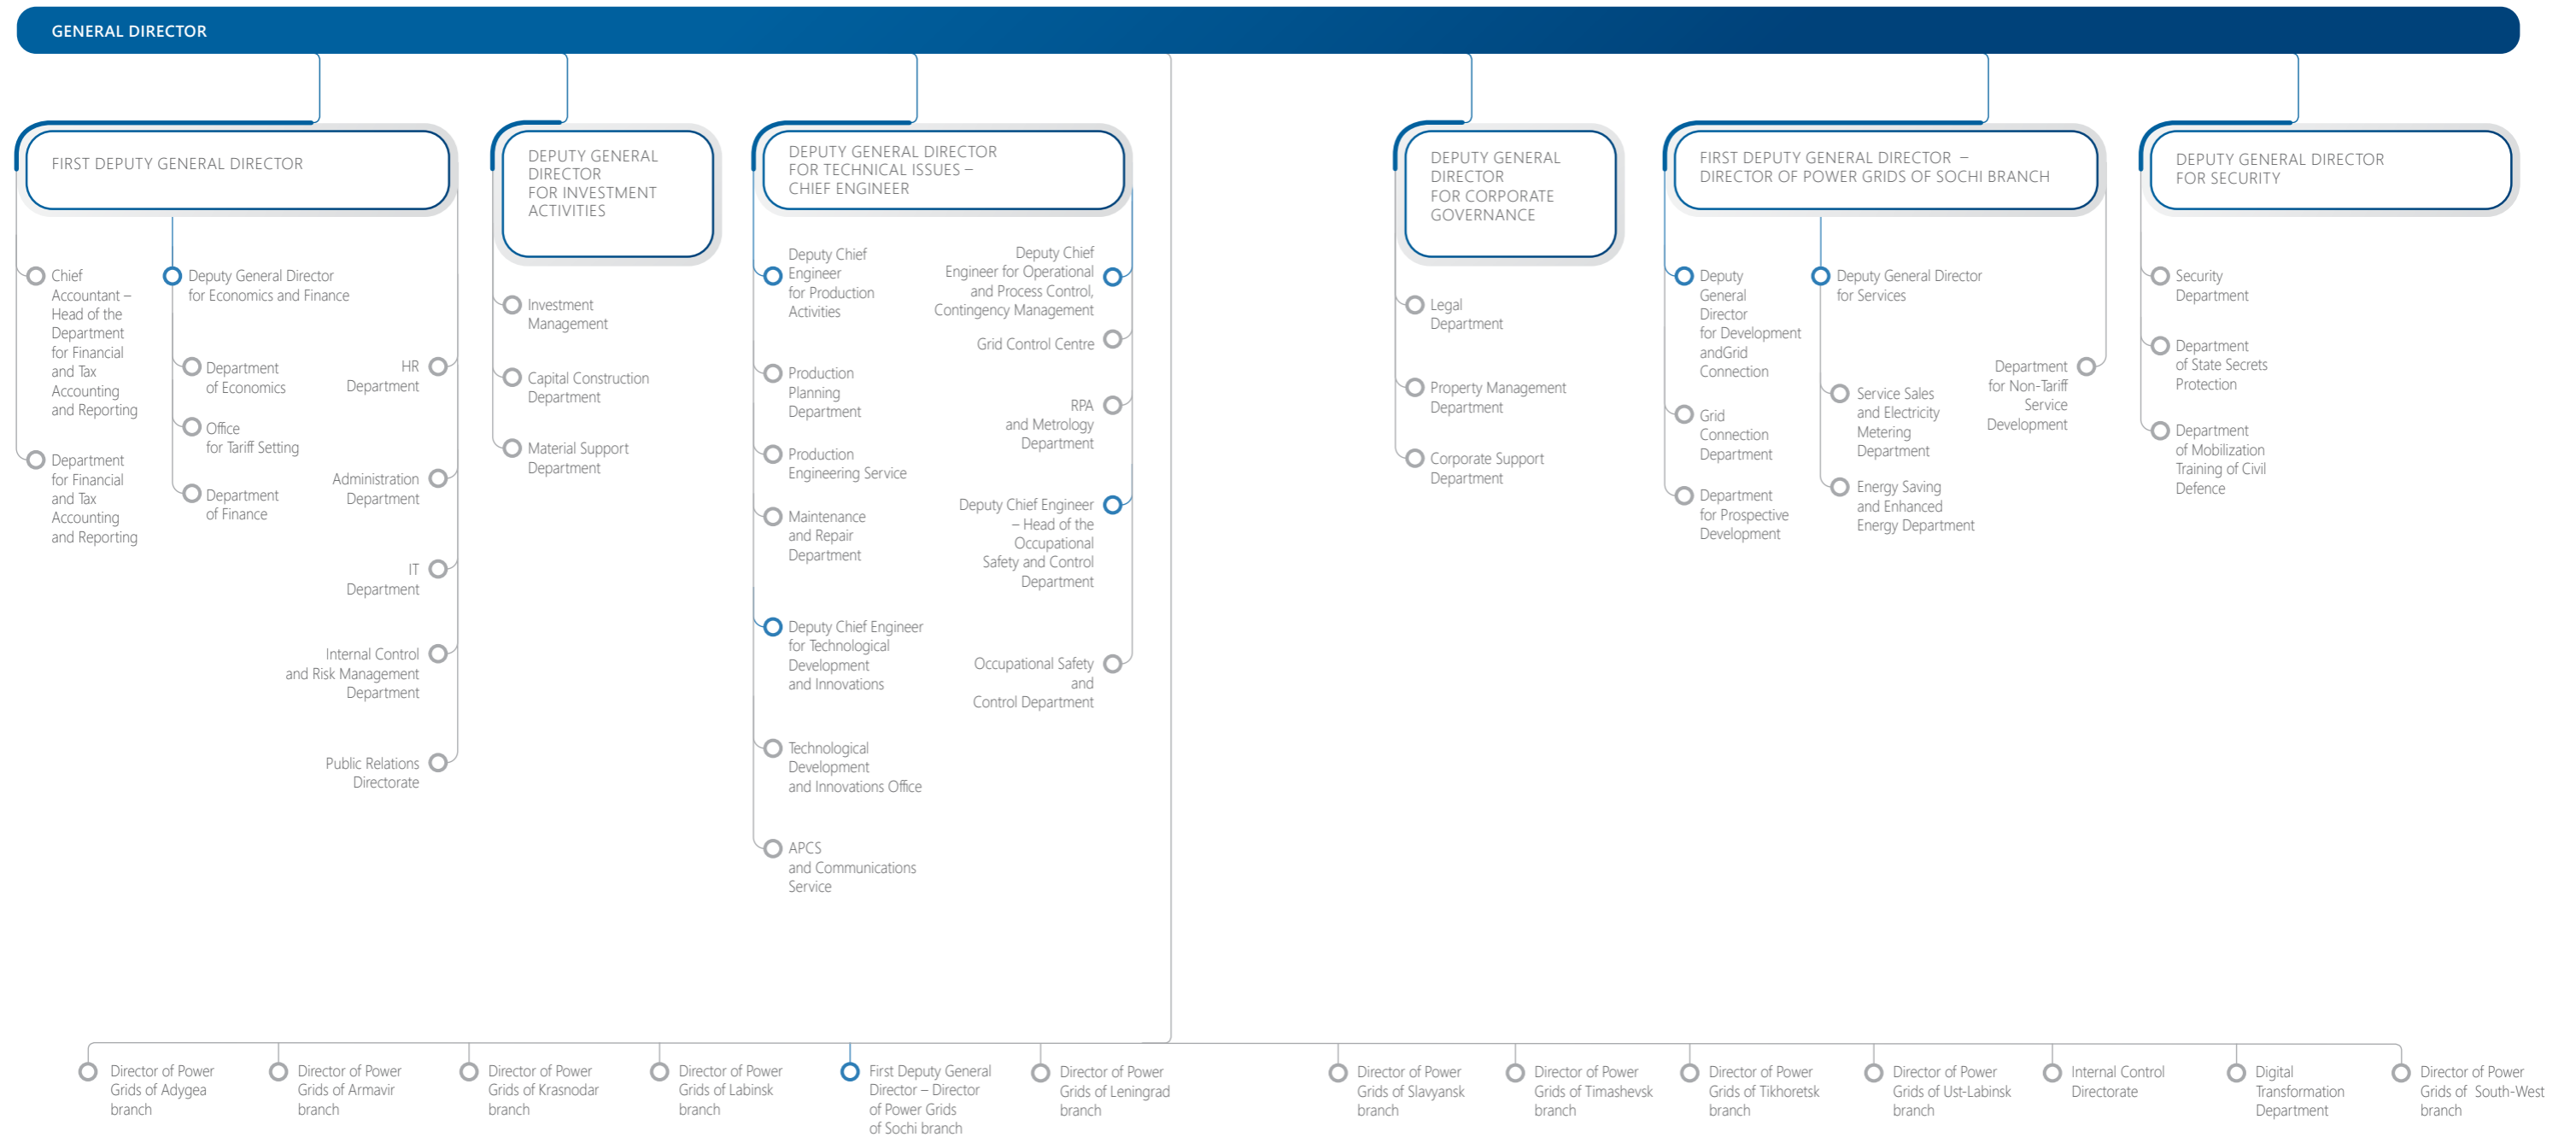 GENERAL DIRECTOR
FIRST DEPUTY GENERAL DIRECTOR
Chief
Accountant –
Head of the
Department
for Financial
and Tax
Accounting
and Reporting
Department
for Financial
and Tax
Accounting
and Reporting
Deputy General Director
for Economics and Finance
Department
of Economics
Office
for Tariff Setting
Department
of Finance
HR
Department
Administration
Department
IT
Department
Internal Control
and Risk Management
Department
Public Relations
Directorate
DEPUTY GENERAL
DIRECTOR
FOR INVESTMENT
ACTIVITIES
Investment
Management
Capital Construction
Department
Material Support
Department
DEPUTY GENERAL DIRECTOR
FOR TECHNICAL ISSUES –
CHIEF ENGINEER
Deputy Chief
Engineer
for Production
Activities
Production
Planning
Department
Production
Engineering Service
Maintenance
and Repair
Department
Deputy Chief Engineer
for Technological
Development
and Innovations
Technological
Development
and Innovations Office
APCS
and Communications
Service
Deputy Chief
Engineer for Operational
and Process Control,
Contingency Management
Grid Control Centre
RPA
and Metrology
Department
Deputy Chief Engineer
– Head of the
Occupational
Safety and Control
Department
Occupational Safety
and
Control Department
DEPUTY GENERAL
DIRECTOR
FOR CORPORATE
GOVERNANCE
Legal
Department
Property Management
Department
Corporate Support
Department
FIRST DEPUTY GENERAL DIRECTOR –
DIRECTOR OF POWER GRIDS OF SOCHI BRANCH
Deputy
General
Director
for Development
andGrid
Connection
Grid
Connection
Department
Department
for Prospective
Development
Deputy General Director
for Services
Service Sales
and Electricity
Metering
Department
Energy Saving
and Enhanced
Energy Department
Department
for Non-Tariff
Service
Development
DEPUTY GENERAL DIRECTOR
FOR SECURITY
Security
Department
Department
of State Secrets
Protection
Department
of Mobilization
Training of Civil
Defence
Director of Power
Grids of Adygea
branch
Director of Power
Grids of Armavir
branch
Director of Power
Grids of Krasnodar
branch
Director of Power
Grids of Labinsk
branch
First Deputy General
Director – Director
of Power Grids
of Sochi branch
Director of Power
Grids of Leningrad
branch
Director of Power
Grids of Slavyansk
branch
Director of Power
Grids of Timashevsk
branch
Director of Power
Grids of Tikhoretsk
branch
Director of Power
Grids of Ust-Labinsk
branch
Internal Control
Directorate
Digital
Transformation
Department
Director of Power
Grids of South-West
branch